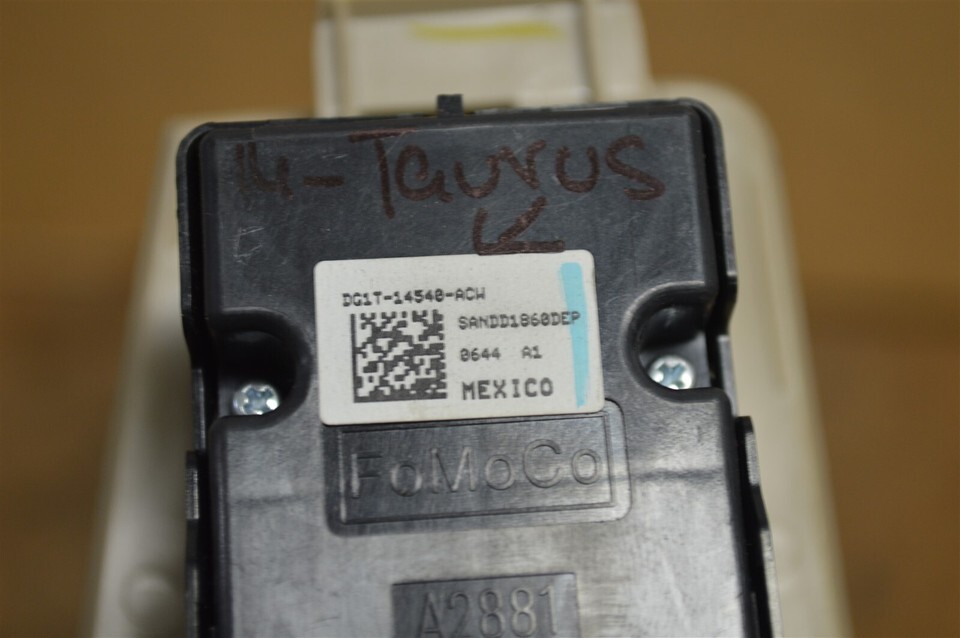 14-Taurus
DG1T-14540-ACW
SANDD1860DEP
0644 A1
MEXICO
FoMoCo
A2881